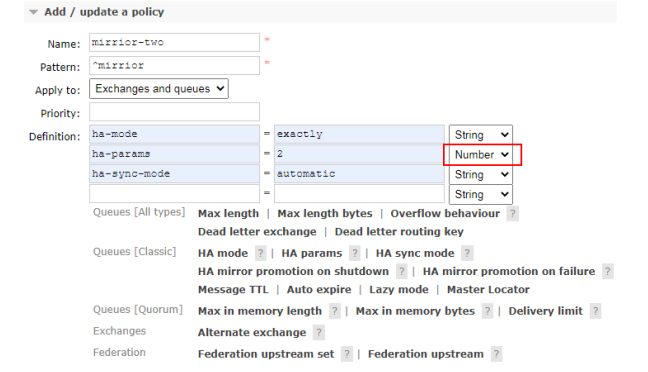 Add / update a policy
Name: mirrior-two *
Pattern: ^mirrior *
Apply to: Exchanges and queues
Priority:
Definition: ha-mode = exactly String
ha-params = 2 Number
ha-sync-mode = automatic String
= String
Queues [All types] Max length | Max length bytes | Overflow behaviour ?
Dead letter exchange | Dead letter routing key
Queues [Classic] HA mode ? | HA params ? | HA sync mode ?
HA mirror promotion on shutdown ? | HA mirror promotion on failure ?
Message TTL | Auto expire | Lazy mode | Master Locator
Queues [Quorum] Max in memory length ? | Max in memory bytes ? | Delivery limit ?
Exchanges Alternate exchange ?
Federation Federation upstream set ? | Federation upstream ?